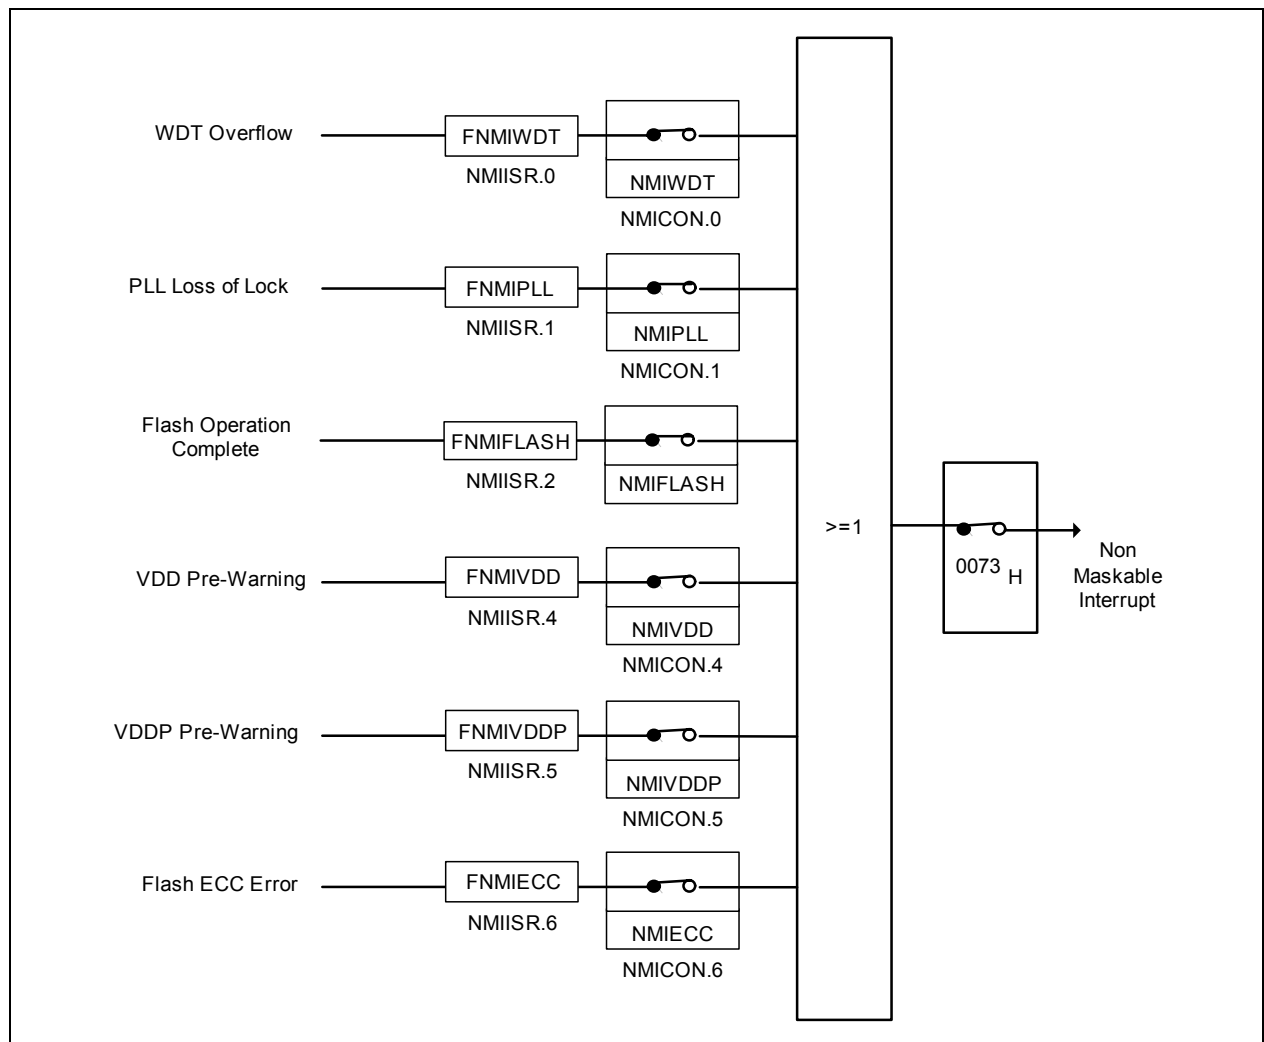 WDT Overflow
FNMIWDT
NMIISR.0
NMIWDT
NMICON.0
PLL Loss of Lock
FNMIPLL
NMIISR.1
NMIPLL
NMICON.1
Flash Operation
Complete
FNMIFLASH
NMIISR.2
NMIFLASH
VDD Pre-Warning
FNMIVDD
NMIISR.4
NMIVDD
NMICON.4
VDDP Pre-Warning
FNMIVDDP
NMIISR.5
NMIVDDP
NMICON.5
Flash ECC Error
FNMIECC
NMIISR.6
NMIECC
NMICON.6
>=1
0073 H
Non
Maskable
Interrupt